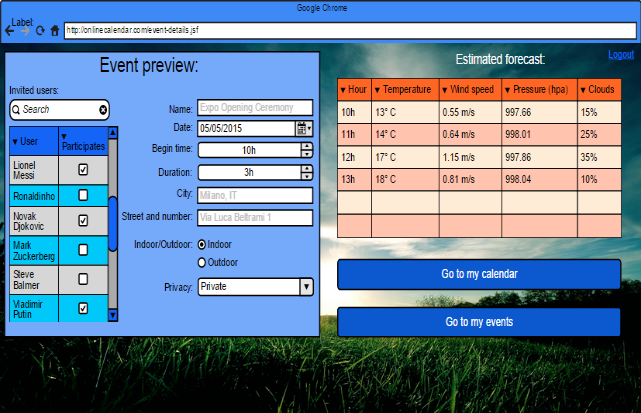 Google Chrome
Label:
http://onlinecalendar.com/event-details.jsf
Logout
Event preview:
Invited users:
Search
▼ User ▼ Participates
Lionel Messi
Ronaldinho
Novak Djokovic
Mark Zuckerberg
Steve Balmer
Vladimir Putin
Name: Expo Opening Ceremony
Date: 05/05/2015
Begin time: 10h
Duration: 3h
City: Milano, IT
Street and number: Via Luca Beltrami 1
Indoor/Outdoor: Indoor
Outdoor
Privacy: Private
Estimated forecast:
▼ Hour ▼ Temperature ▼ Wind speed ▼ Pressure (hpa) ▼ Clouds
10h 13° C 0.55 m/s 997.66 15%
11h 14° C 0.64 m/s 998.01 25%
12h 17° C 1.15 m/s 997.86 35%
13h 18° C 0.81 m/s 998.04 10%
Go to my calendar
Go to my events